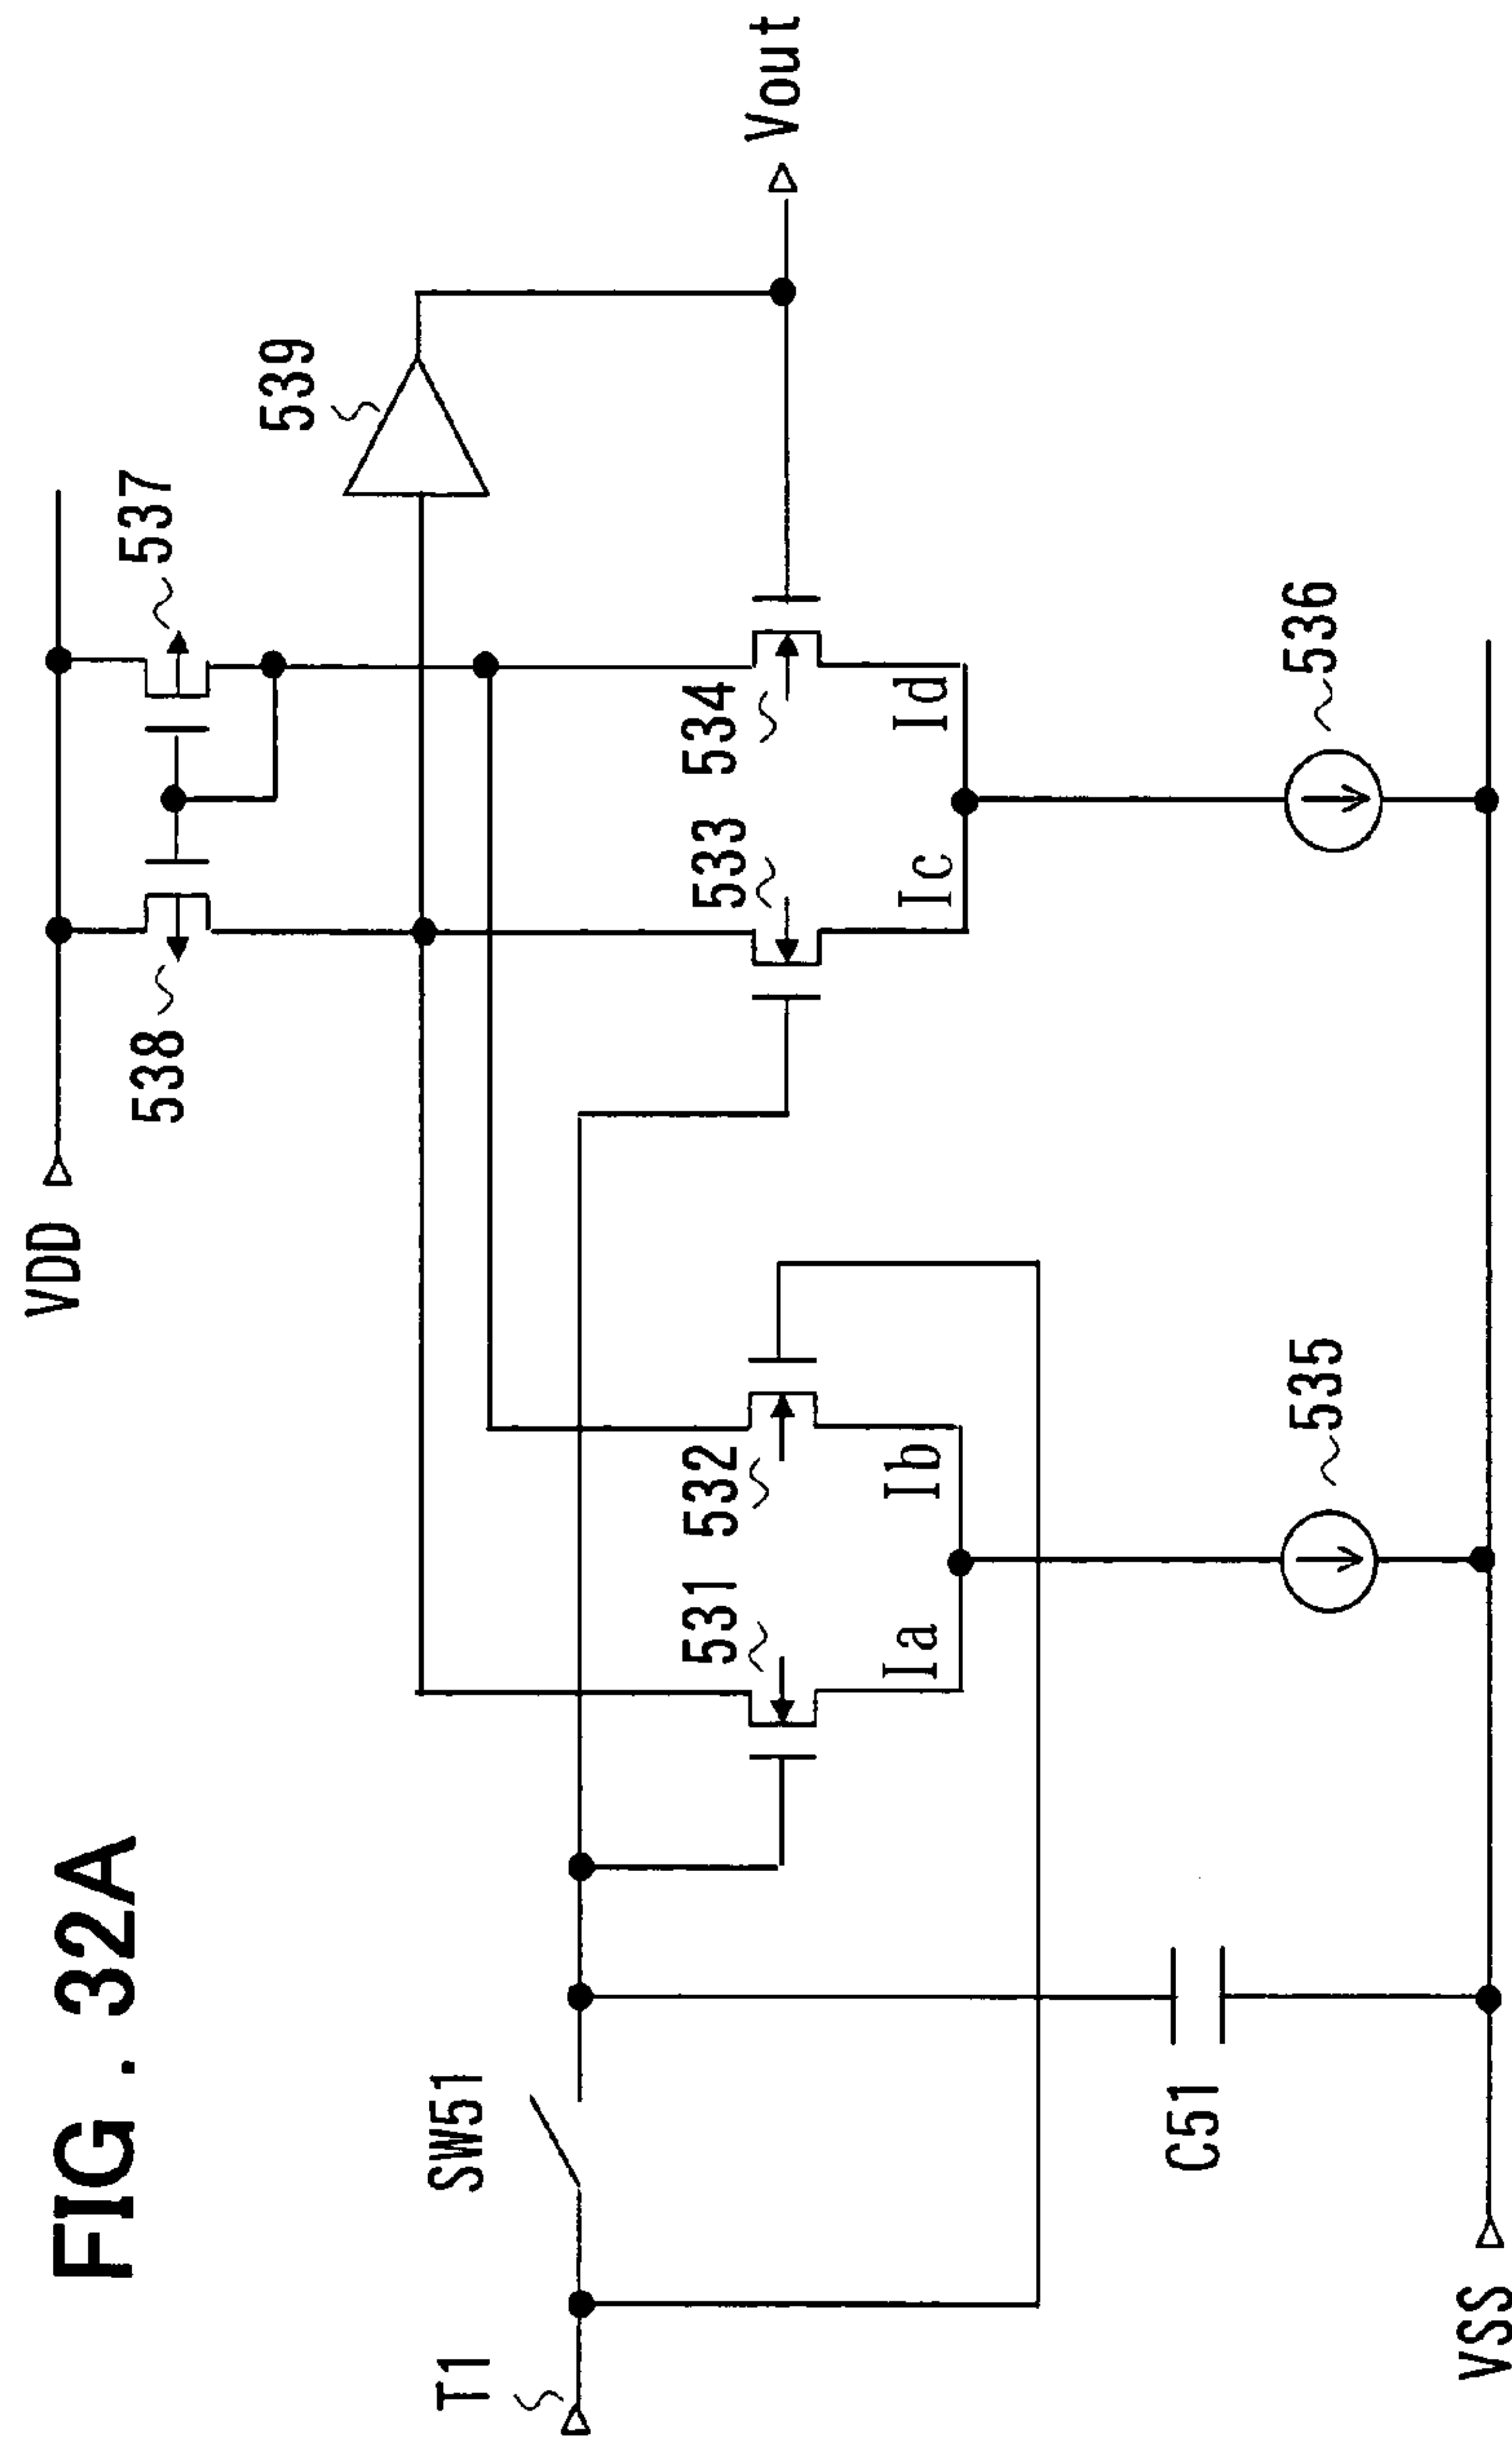 FIG. 32A
VDD
538
537
539
T1
SW51
531
532
533
534
Vout
Ia
Ib
Ic
Id
C51
535
536
VSS